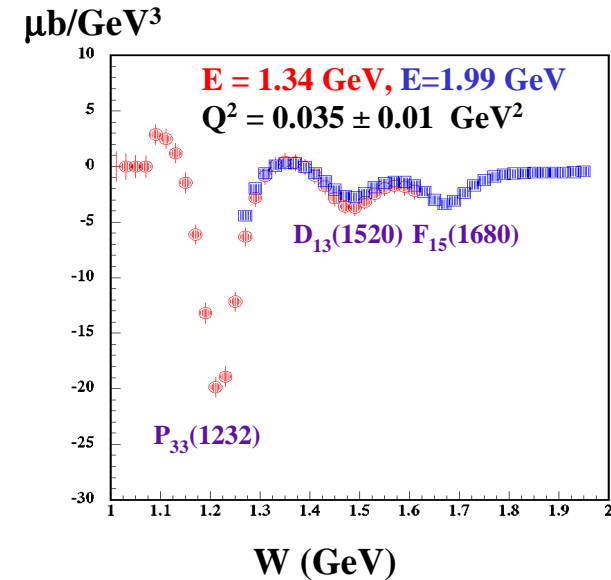 μb/GeV³
E = 1.34 GeV, E=1.99 GeV
Q² = 0.035 ± 0.01 GeV²
10
5
0
-5
-10
-15
-20
-25
-30
D₁₃(1520) F₁₅(1680)
P₃₃(1232)
1 1.1 1.2 1.3 1.4 1.5 1.6 1.7 1.8 1.9 2
W (GeV)